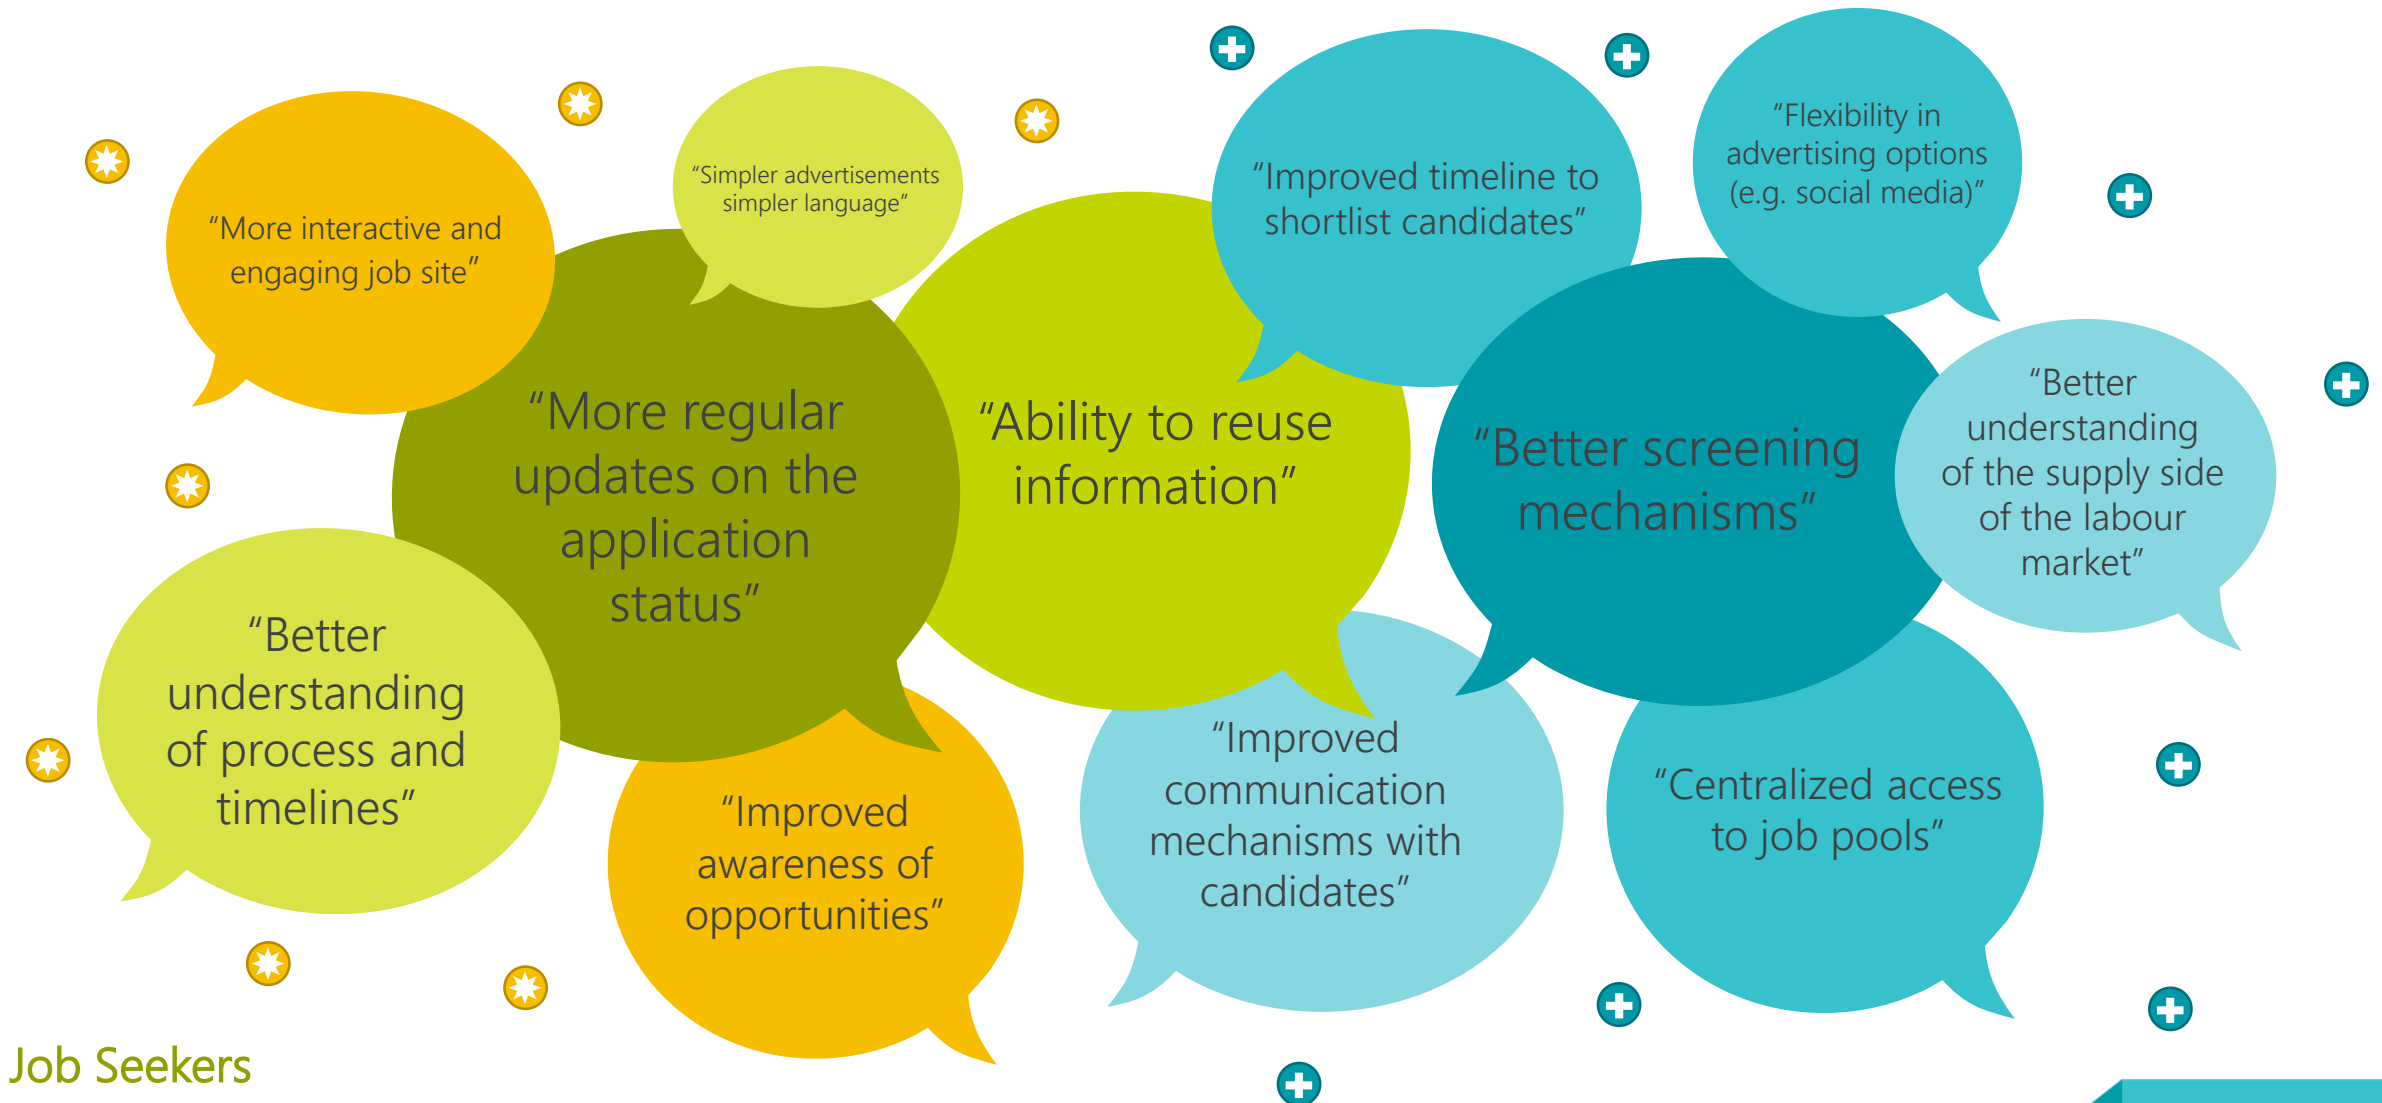 “More interactive and
engaging job site”
“Simpler advertisements
simpler language”
“Improved timeline to
shortlist candidates”
“Flexibility in
advertising options
(e.g. social media)”
“More regular
updates on the
application
status”
“Ability to reuse
information”
“Better screening
mechanisms”
“Better
understanding
of the supply side
of the labour
market”
“Better
understanding
of process and
timelines”
“Improved
awareness of
opportunities”
“Improved
communication
mechanisms with
candidates”
“Centralized access
to job pools”
Job Seekers